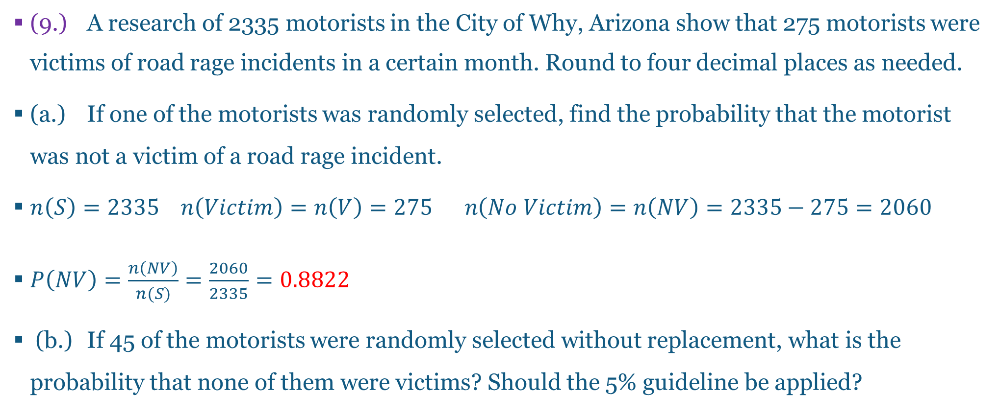 ▪ (9.) A research of 2335 motorists in the City of Why, Arizona show that 275 motorists were
victims of road rage incidents in a certain month. Round to four decimal places as needed.
▪ (a.) If one of the motorists was randomly selected, find the probability that the motorist
was not a victim of a road rage incident.
▪ n(S) = 2335 n(Victim) = n(V) = 275 n(No Victim) = n(NV) = 2335 − 275 = 2060
▪ P(NV) = n(NV)/n(S) = 2060/2335 = 0.8822
▪ (b.) If 45 of the motorists were randomly selected without replacement, what is the
probability that none of them were victims? Should the 5% guideline be applied?